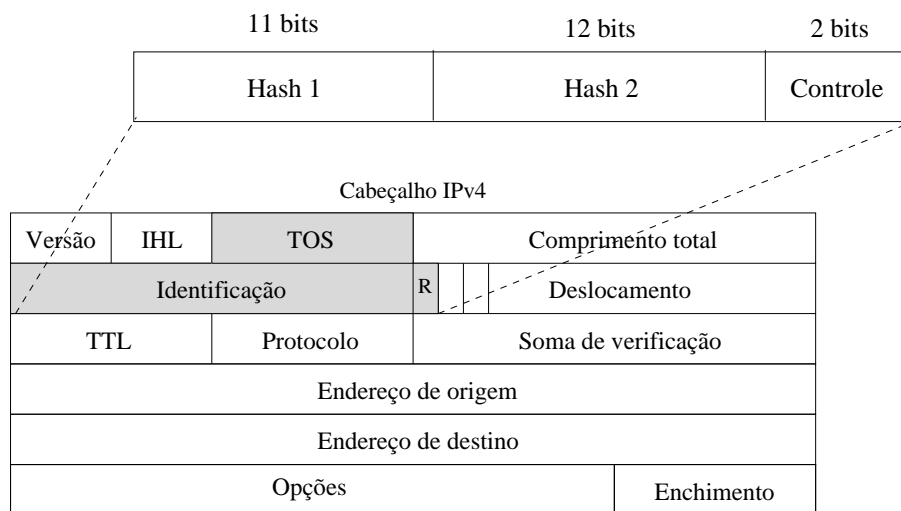 11 bits 12 bits 2 bits
Hash 1 Hash 2 Controle
Cabeçalho IPv4
Versão IHL TOS Comprimento total
Identificação R Deslocamento
TTL Protocolo Soma de verificação
Endereço de origem
Endereço de destino
Opções Enchimento